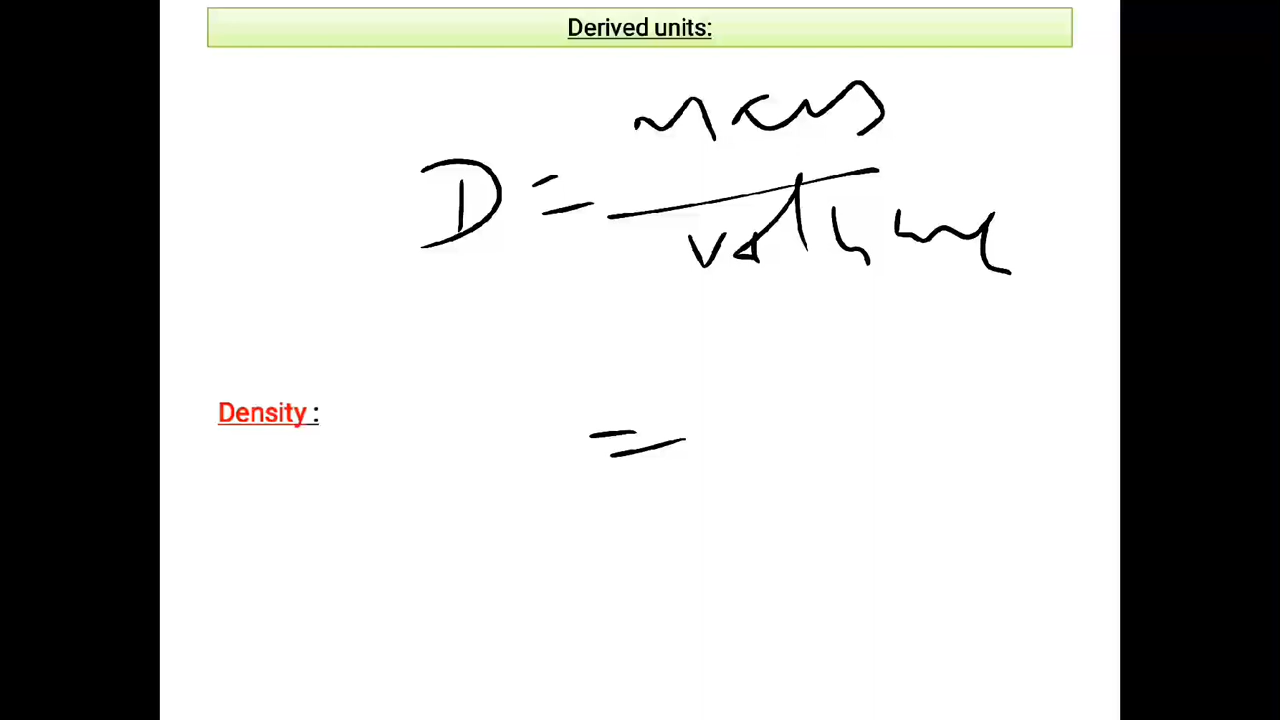 Derived units:
mass
D = 
volume
Density :
=